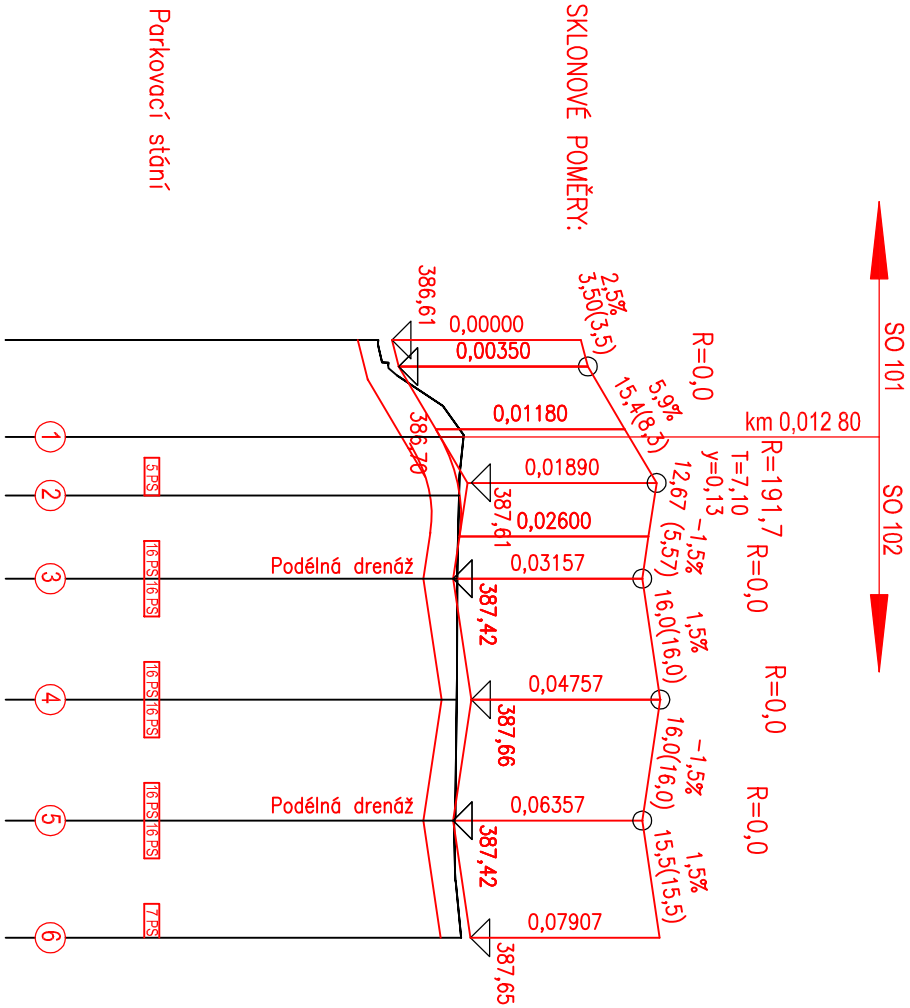 SO 101
SO 102
km 0,012 80
SKLONOVÉ POMĚRY:
2,5%
3,50(3,5)
R=0,0
5,9%
15,4(8,3)
R=191,7
T=7,10
y=0,13
-1,5%
12,67 (5,57)
R=0,0
1,5%
16,0(16,0)
R=0,0
-1,5%
16,0(16,0)
R=0,0
1,5%
15,5(15,5)
0,00000
0,00350
0,01180
0,01890
0,02600
0,03157
0,04757
0,06357
0,07907
386,61
386,70
387,61
387,42
387,66
387,42
387,65
Podélná drenáž
Podélná drenáž
Parkovací stání
5 PS
16 PS
16 PS
16 PS
16 PS
16 PS
16 PS
7 PS
1
2
3
4
5
6